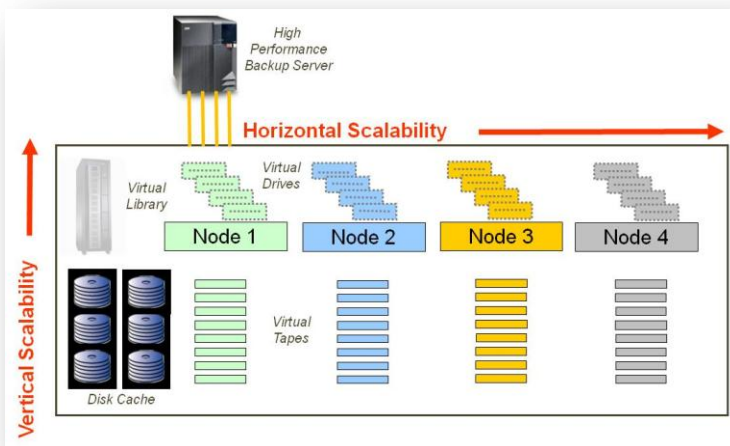 High
Performance
Backup Server
Horizontal Scalability
Vertical Scalability
Virtual
Library
Virtual
Drives
Node 1
Node 2
Node 3
Node 4
Virtual
Tapes
Disk Cache